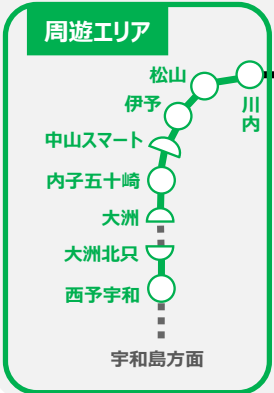 周遊エリア
松山
川内
伊予
中山スマート
内子五十崎
大洲
大洲北只
西予宇和
宇和島方面